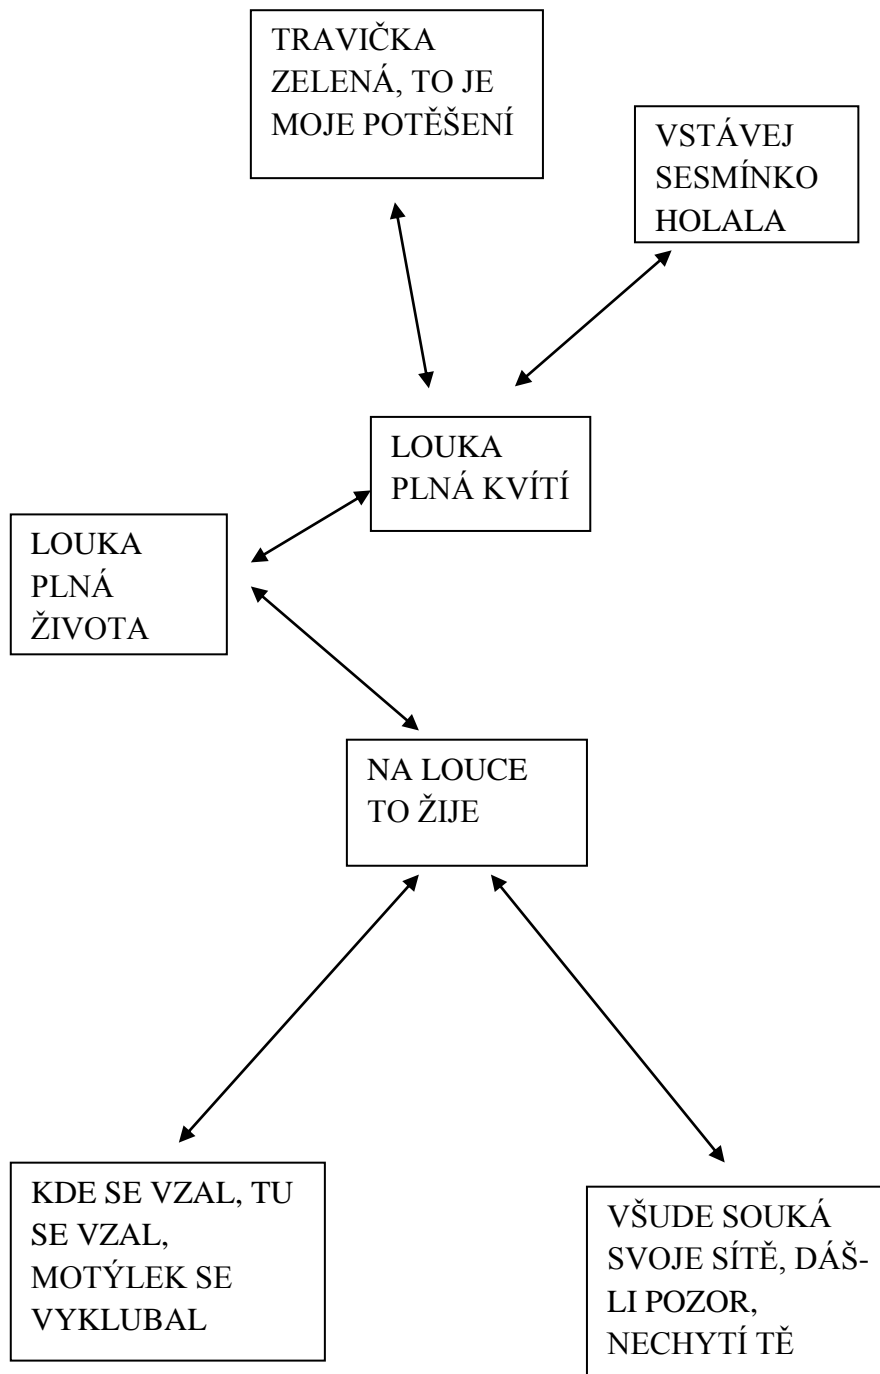 TRAVIČKA
ZELENÁ, TO JE
MOJE POTĚŠENÍ
VSTÁVEJ
SESMÍNKO
HOLALA
LOUKA
PLNÁ KVÍTÍ
LOUKA
PLNÁ
ŽIVOTA
NA LOUCE
TO ŽIJE
KDE SE VZAL, TU
SE VZAL,
MOTÝLEK SE
VYKLUBAL
VŠUDE SOUKÁ
SVOJE SÍTĚ, DÁŠ-
LI POZOR,
NECHYTÍ TĚ